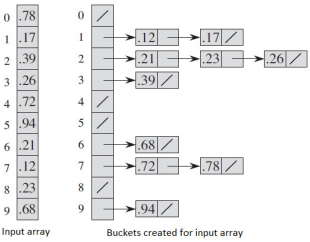 0 .78 0
1 .17 1 .12 .17
2 .39 2 .21 .23 .26
3 .26 3 .39
4 .72 4
5 .94 5
6 .21 6 .68
7 .12 7 .72 .78
8 .23 8
9 .68 9 .94
Input array Buckets created for input array